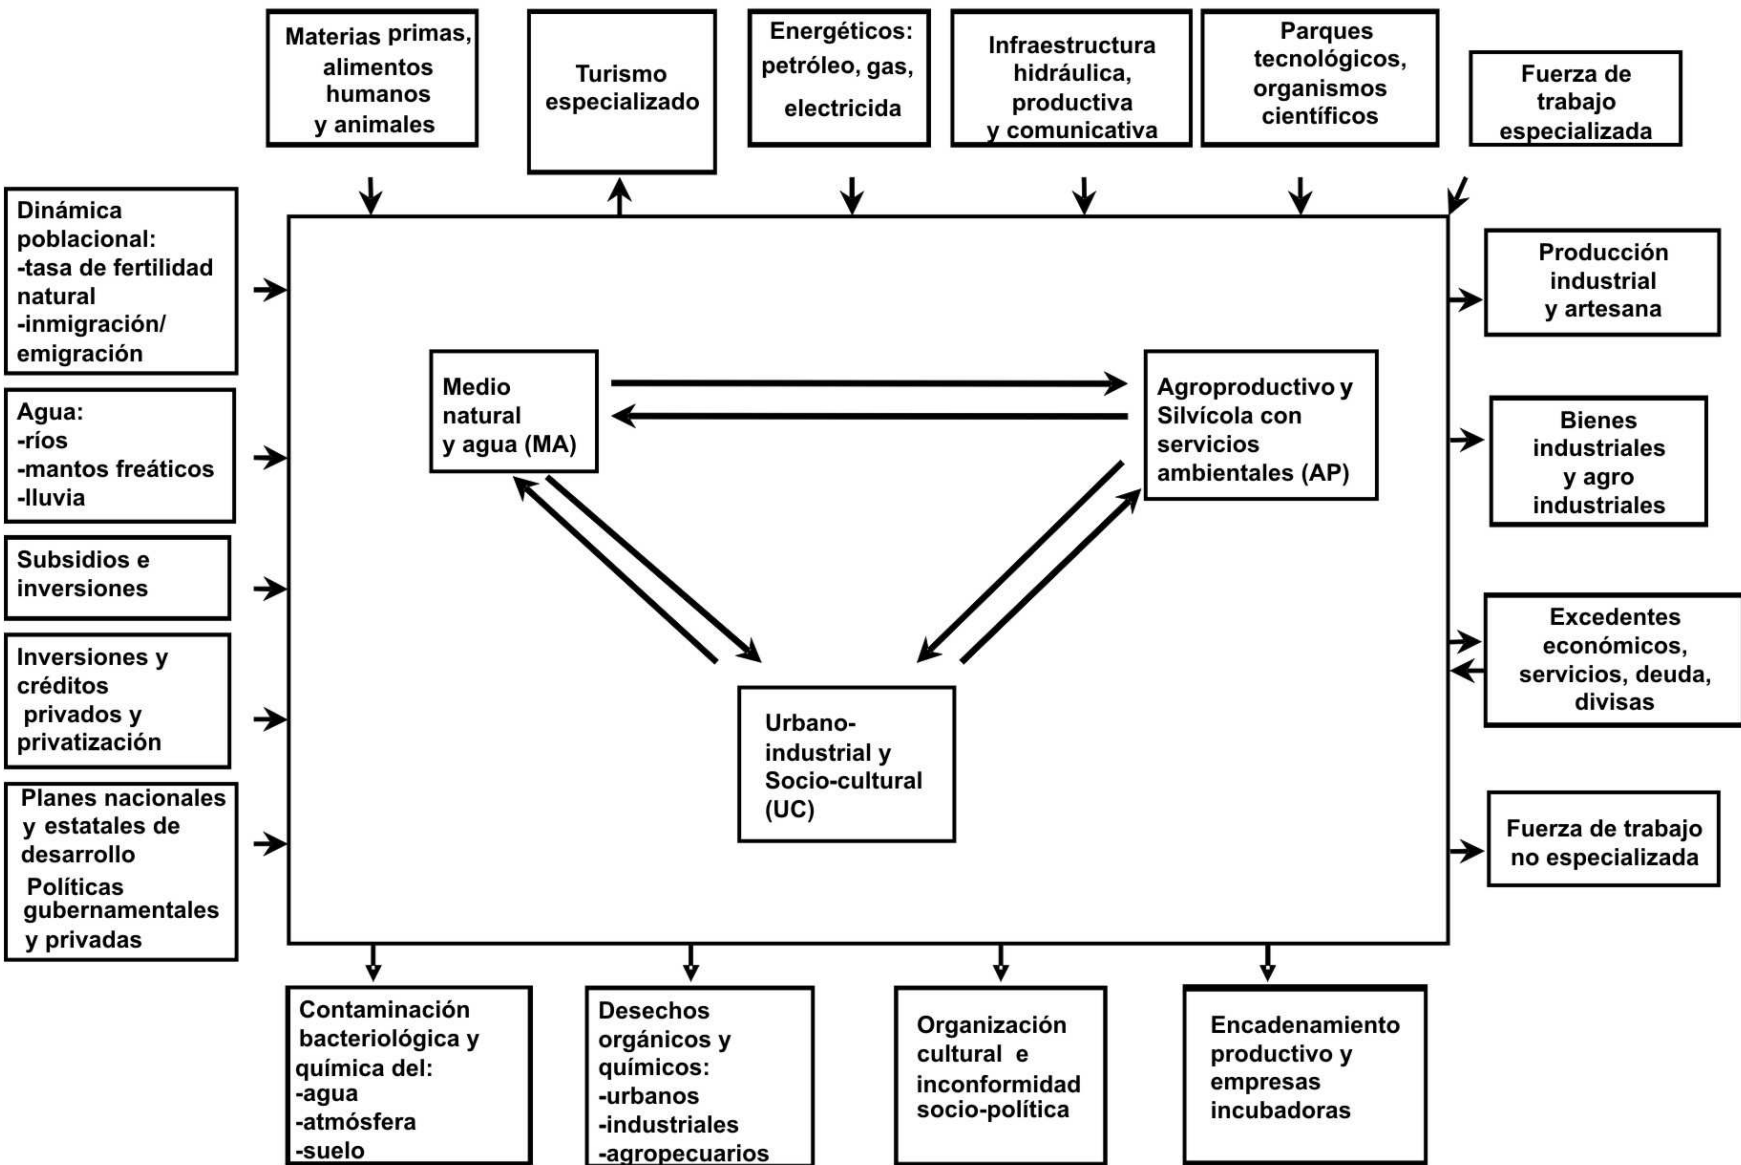 Materias primas,
alimentos
humanos
y animales
Turismo
especializado
Energéticos:
petróleo, gas,
electricida
Infraestructura
hidráulica,
productiva
y comunicativa
Parques
tecnológicos,
organismos
científicos
Fuerza de
trabajo
especializada
Dinámica
poblacional:
-tasa de fertilidad
natural
-inmigración/
emigración
Agua:
-ríos
-mantos freáticos
-lluvia
Subsidios e
inversiones
Inversiones y
créditos
privados y
privatización
Planes nacionales
y estatales de
desarrollo
Políticas
gubernamentales
y privadas
Medio
natural
y agua (MA)
Agroproductivo y
Silvícola con
servicios
ambientales (AP)
Urbano-
industrial y
Socio-cultural
(UC)
Producción
industrial
y artesana
Bienes
industriales
y agro
industriales
Excedentes
económicos,
servicios, deuda,
divisas
Fuerza de trabajo
no especializada
Contaminación
bacteriológica y
química del:
-agua
-atmósfera
-suelo
Desechos
orgánicos y
químicos:
-urbanos
-industriales
-agropecuarios
Organización
cultural e
inconformidad
socio-política
Encadenamiento
productivo y
empresas
incubadoras